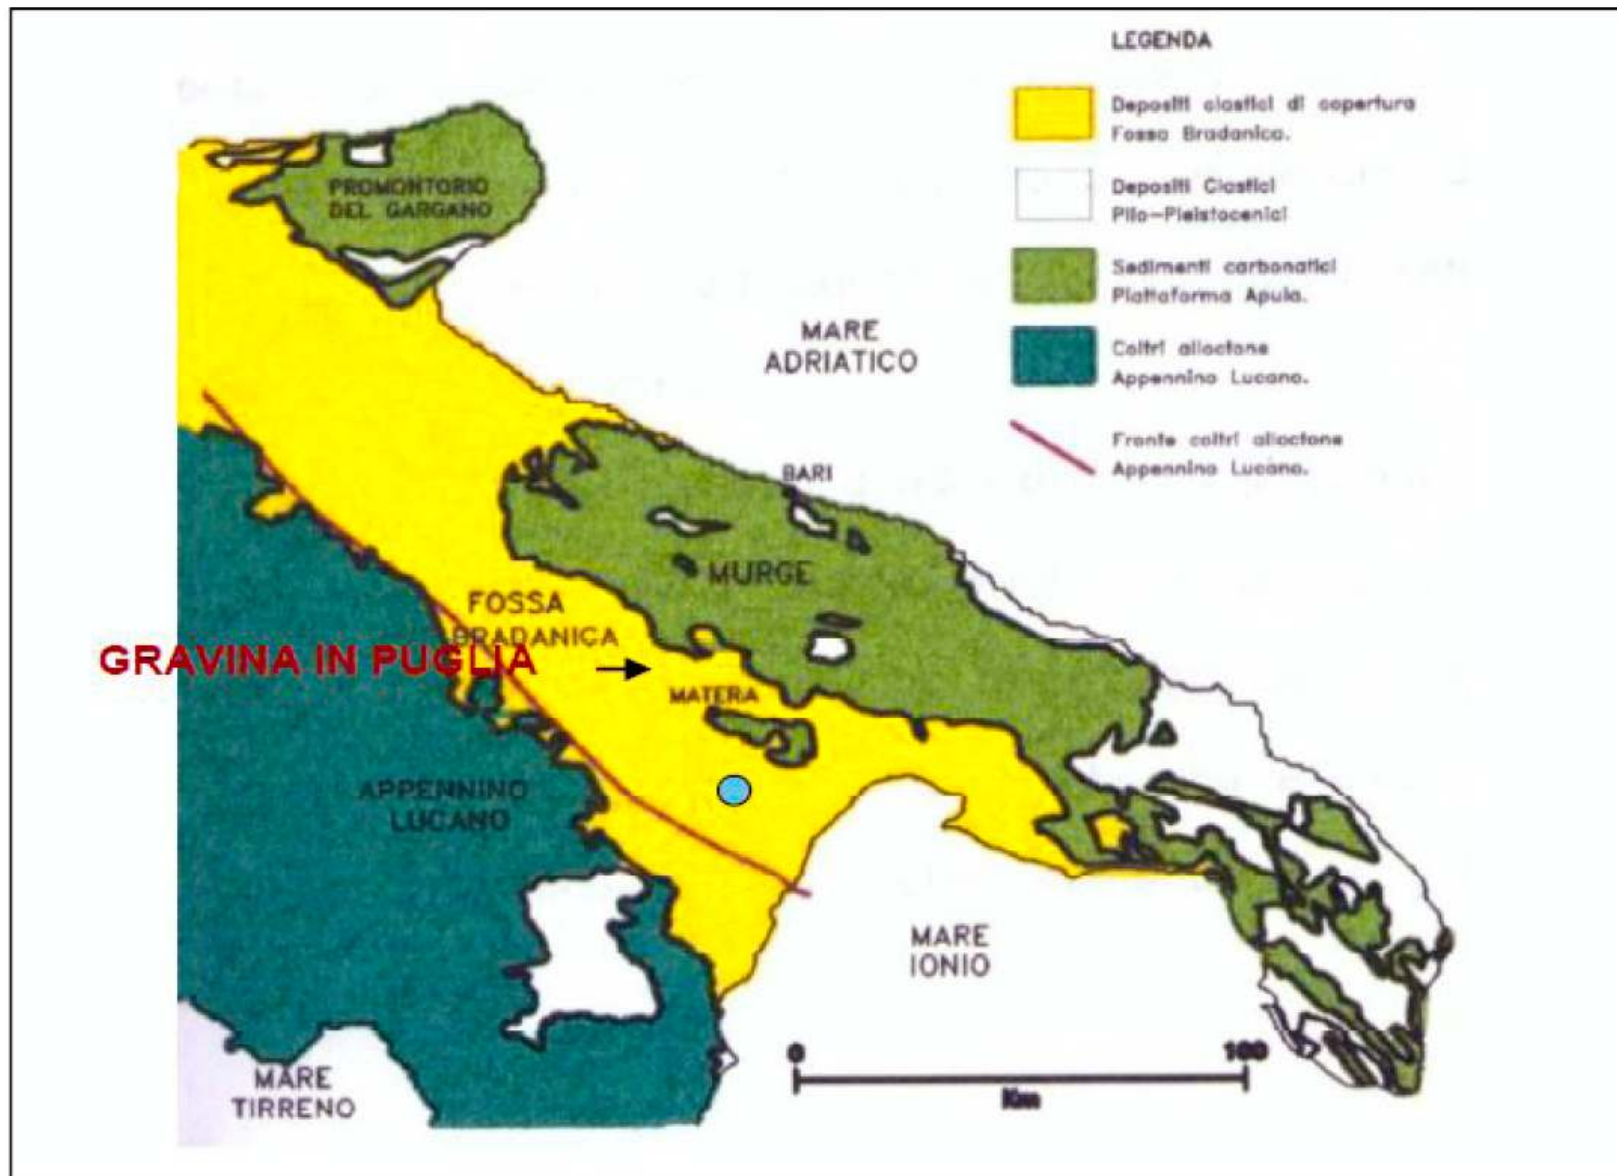 LEGENDA
Depositi clastici di copertura
Fossa Bradanica.
Depositi Clastici
Plio-Pleistocenici
Sedimenti carbonatici
Piattaforma Apula.
Coltri alloctone
Appennino Lucano.
Fronte coltri alloctone
Appennino Lucano.
PROMONTORIO
DEL GARGANO
MARE
ADRIATICO
BARI
MURGE
FOSSA
BRADANICA
GRAVINA IN PUGLIA
MATERA
APPENNINO
LUCANO
MARE
IONIO
MARE
TIRRENO
0 100
Km